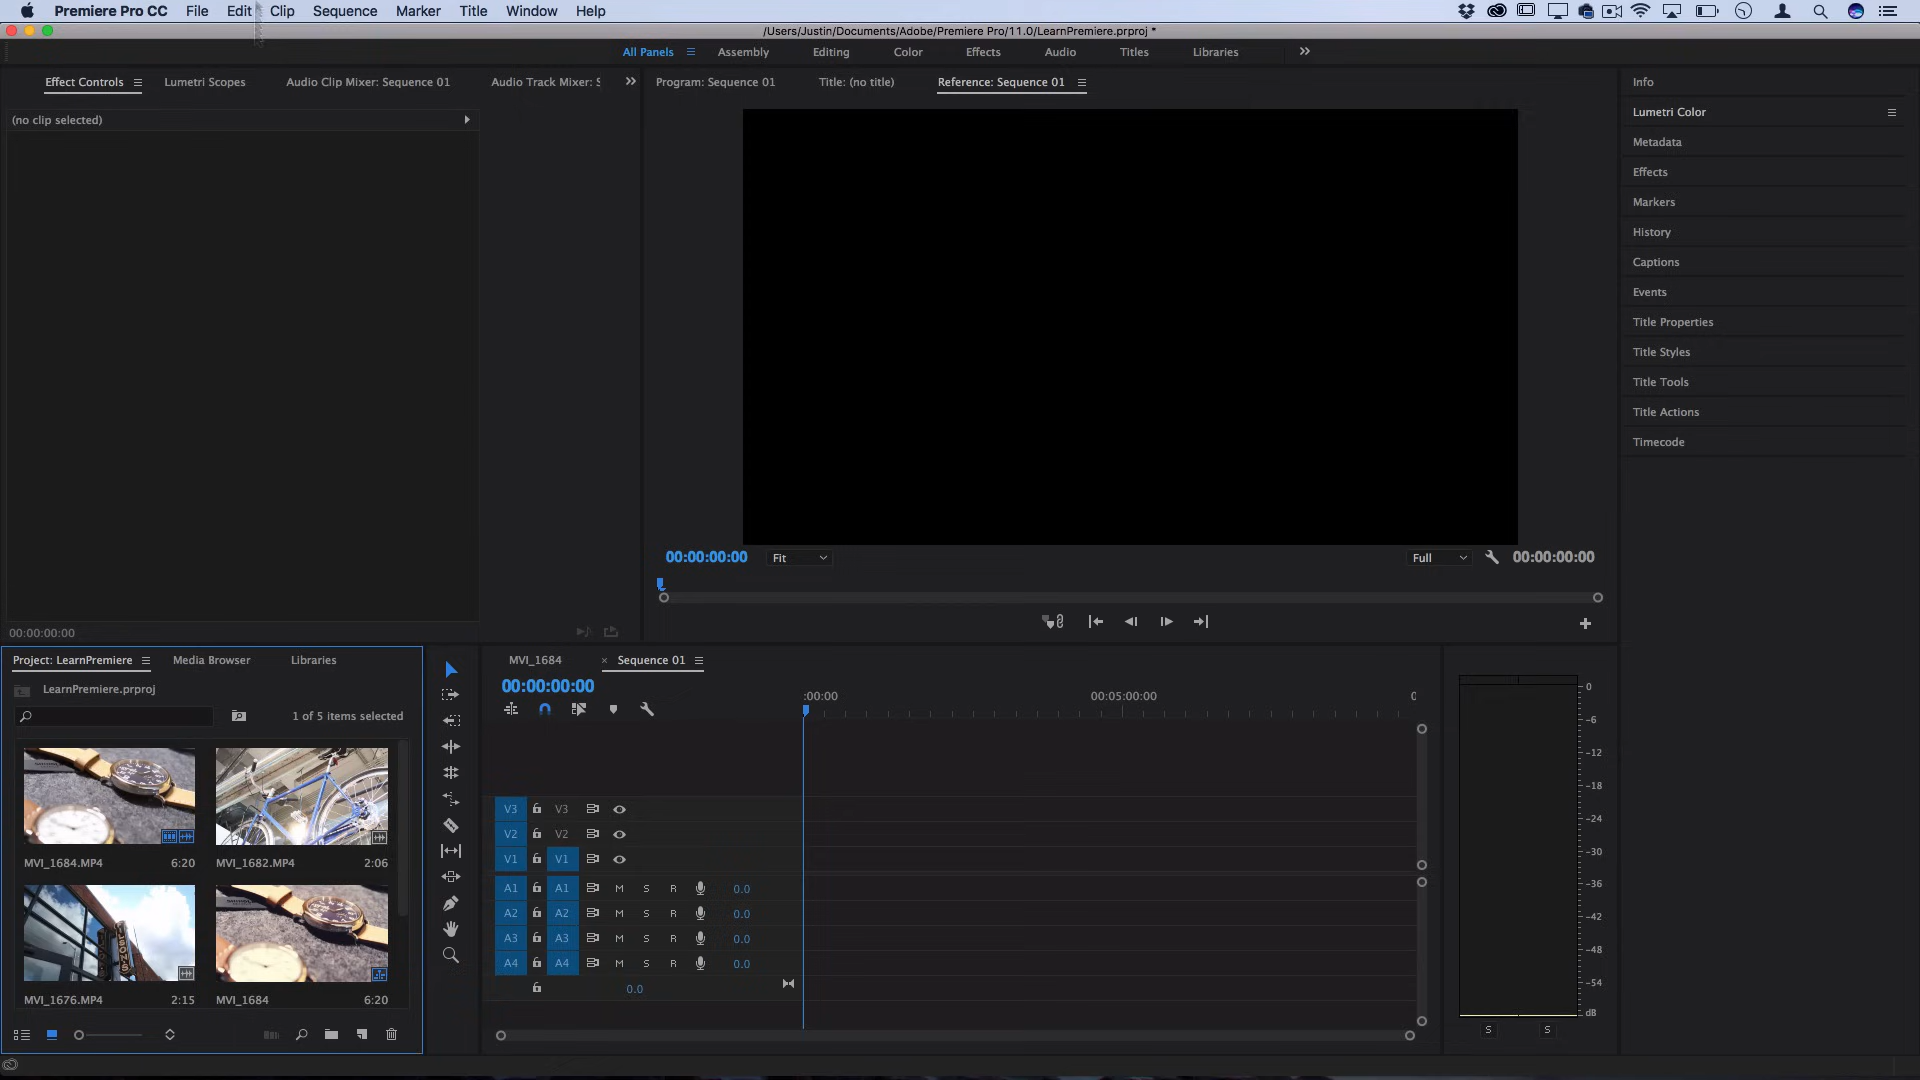 Premiere Pro CC File Edit Clip Sequence Marker Title Window Help
/Users/Justin/Documents/Adobe/Premiere Pro/11.0/LearnPremiere.prproj *
All Panels Assembly Editing Color Effects Audio Titles Libraries
Effect Controls Lumetri Scopes Audio Clip Mixer: Sequence 01 Audio Track Mixer: S
(no clip selected)
00:00:00:00
Program: Sequence 01 Title: (no title) Reference: Sequence 01
00:00:00:00 Fit Full 00:00:00:00
Info
Lumetri Color
Metadata
Effects
Markers
History
Captions
Events
Title Properties
Title Styles
Title Tools
Title Actions
Timecode
Project: LearnPremiere Media Browser Libraries
LearnPremiere.prproj
1 of 5 items selected
MVI_1684.MP4 6:20 MVI_1682.MP4 2:06
MVI_1676.MP4 2:15 MVI_1684 6:20
MVI_1684 × Sequence 01
00:00:00:00
:00:00 00:05:00:00 0
V3 V3
V2 V2
V1 V1
A1 A1 M S R 0.0
A2 A2 M S R 0.0
A3 A3 M S R 0.0
A4 A4 M S R 0.0
0.0
0
-6
-12
-18
-24
-30
-36
-42
-48
-54
dB
S S